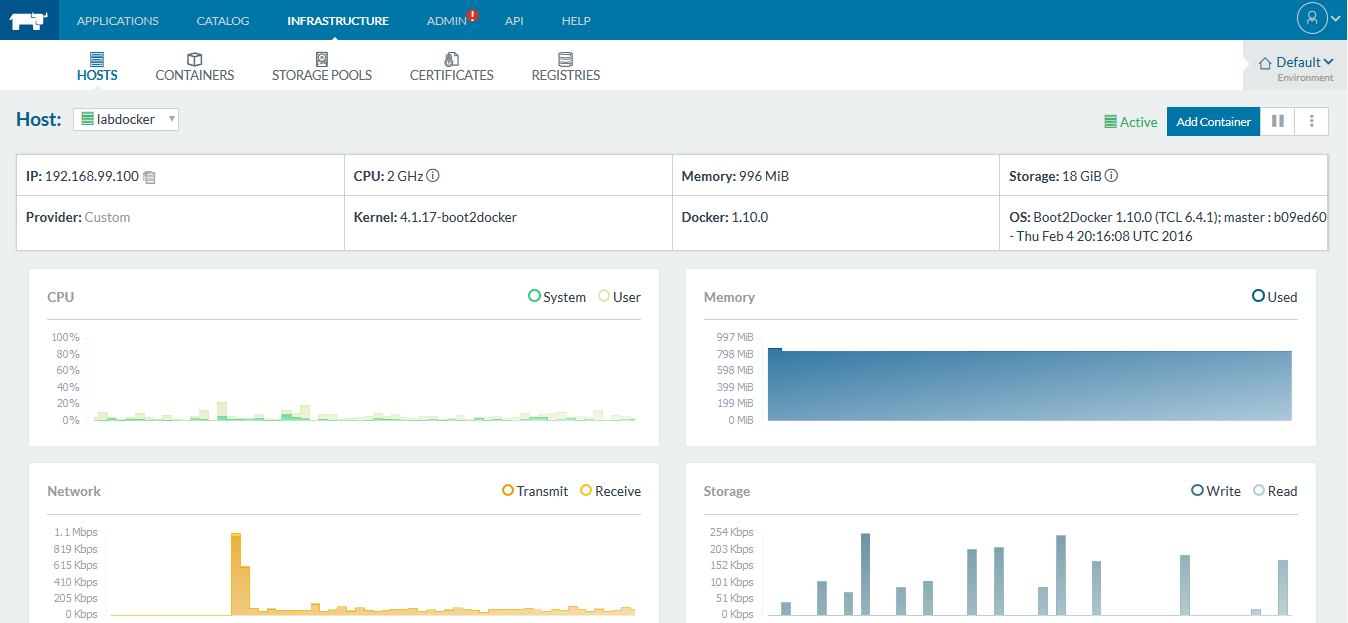 APPLICATIONS CATALOG INFRASTRUCTURE ADMIN ! API HELP
HOSTS CONTAINERS STORAGE POOLS CERTIFICATES REGISTRIES
Default
Environment
Host: labdocker
Active Add Container
IP: 192.168.99.100 CPU: 2 GHz Memory: 996 MiB Storage: 18 GiB
Provider: Custom Kernel: 4.1.17-boot2docker Docker: 1.10.0 OS: Boot2Docker 1.10.0 (TCL 6.4.1); master : b09ed60
- Thu Feb 4 20:16:08 UTC 2016
CPU System User
100%
80%
60%
40%
20%
0%
Memory Used
997 MiB
798 MiB
598 MiB
399 MiB
199 MiB
0 MiB
Network Transmit Receive
1.1 Mbps
819 Kbps
615 Kbps
410 Kbps
205 Kbps
0 Kbps
Storage Write Read
254 Kbps
203 Kbps
152 Kbps
101 Kbps
51 Kbps
0 Kbps